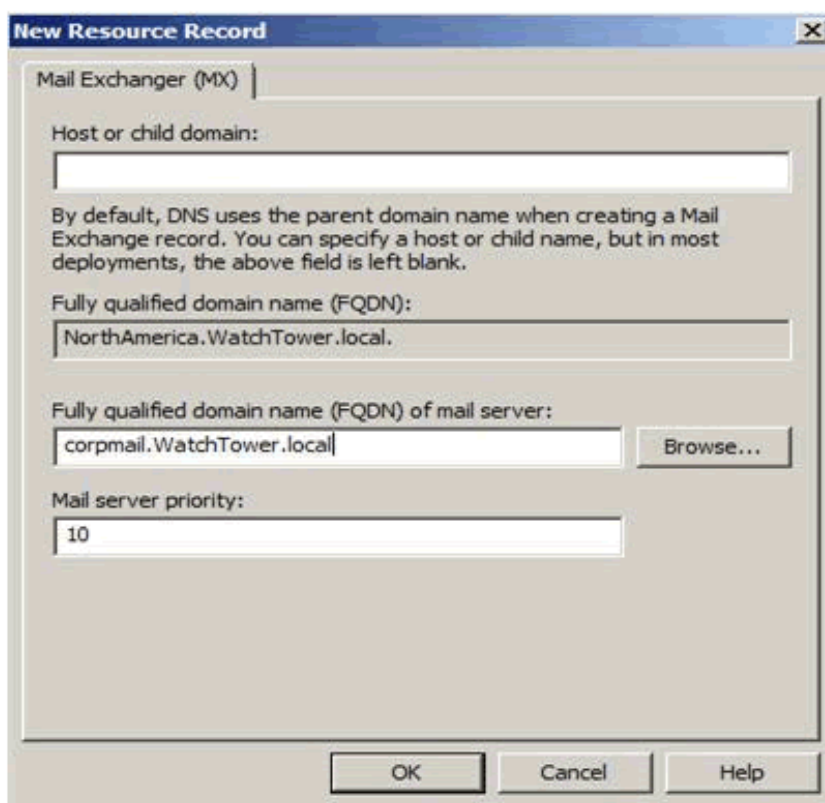 New Resource Record
Mail Exchanger (MX)
Host or child domain:
By default, DNS uses the parent domain name when creating a Mail
Exchange record. You can specify a host or child name, but in most
deployments, the above field is left blank.
Fully qualified domain name (FQDN):
NorthAmerica.WatchTower.local.
Fully qualified domain name (FQDN) of mail server:
corpmail.WatchTower.local
Browse...
Mail server priority:
10
OK
Cancel
Help